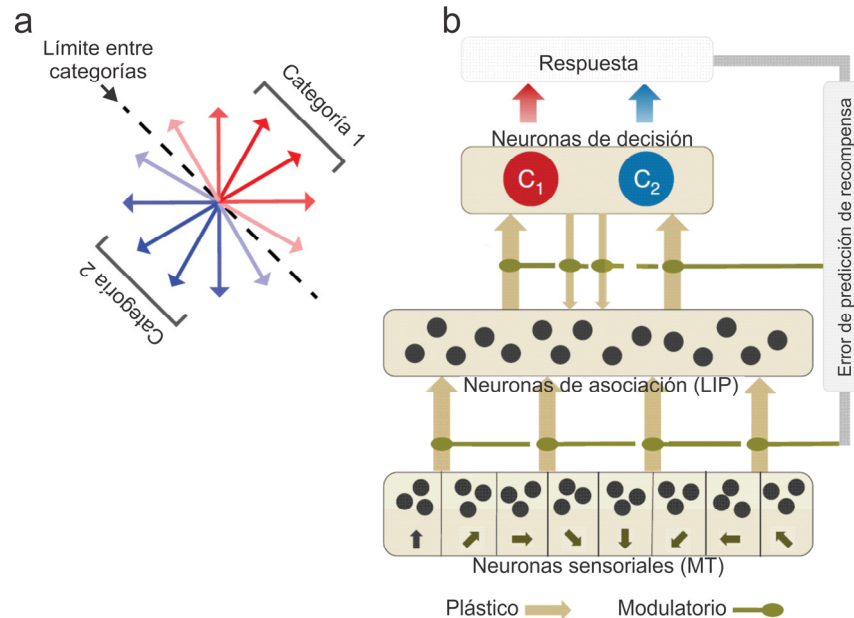 a
Límite entre
categorías
Categoría 1
Categoría 2
b
Respuesta
Neuronas de decisión
C1
C2
Error de predicción de recompensa
Neuronas de asociación (LIP)
Neuronas sensoriales (MT)
Plástico
Modulatorio